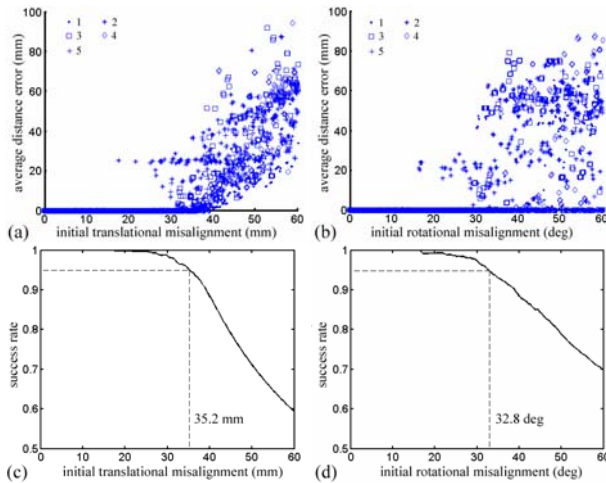 100
80
60
40
20
0
average distance error (mm)
1
2
3
4
5
0 10 20 30 40 50 60
(a) initial translational misalignment (mm)
100
80
60
40
20
0
average distance error (mm)
1
2
3
4
5
0 10 20 30 40 50 60
(b) initial rotational misalignment (deg)
1
0.9
0.8
0.7
0.6
0.5
success rate
35.2 mm
0 10 20 30 40 50 60
(c) initial translational misalignment (mm)
1
0.9
0.8
0.7
0.6
0.5
success rate
32.8 deg
0 10 20 30 40 50 60
(d) initial rotational misalignment (deg)